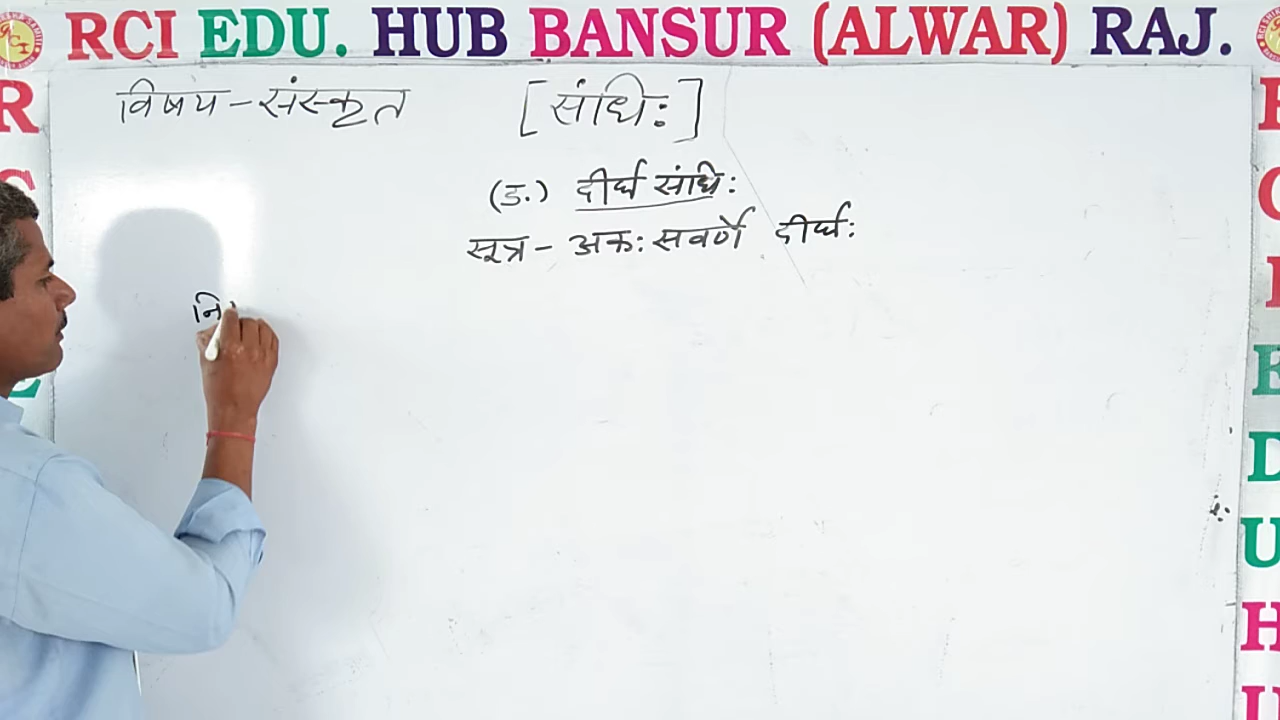 RCI EDU. HUB BANSUR (ALWAR) RAJ.
विषय - संस्कृत [संधिः]
(ङ.) दीर्घ संधिः
सूत्र - अकः सवर्णे दीर्घः
नि
R
E
D
U
H